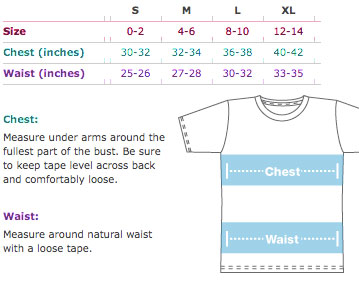 S M L XL
Size 0-2 4-6 8-10 12-14
Chest (inches) 30-32 32-34 36-38 40-42
Waist (inches) 25-26 27-28 30-32 33-35
Chest:
Measure under arms around the
fullest part of the bust. Be sure
to keep tape level across back
and comfortably loose.
Chest
Waist:
Measure around natural waist
with a loose tape.
Waist